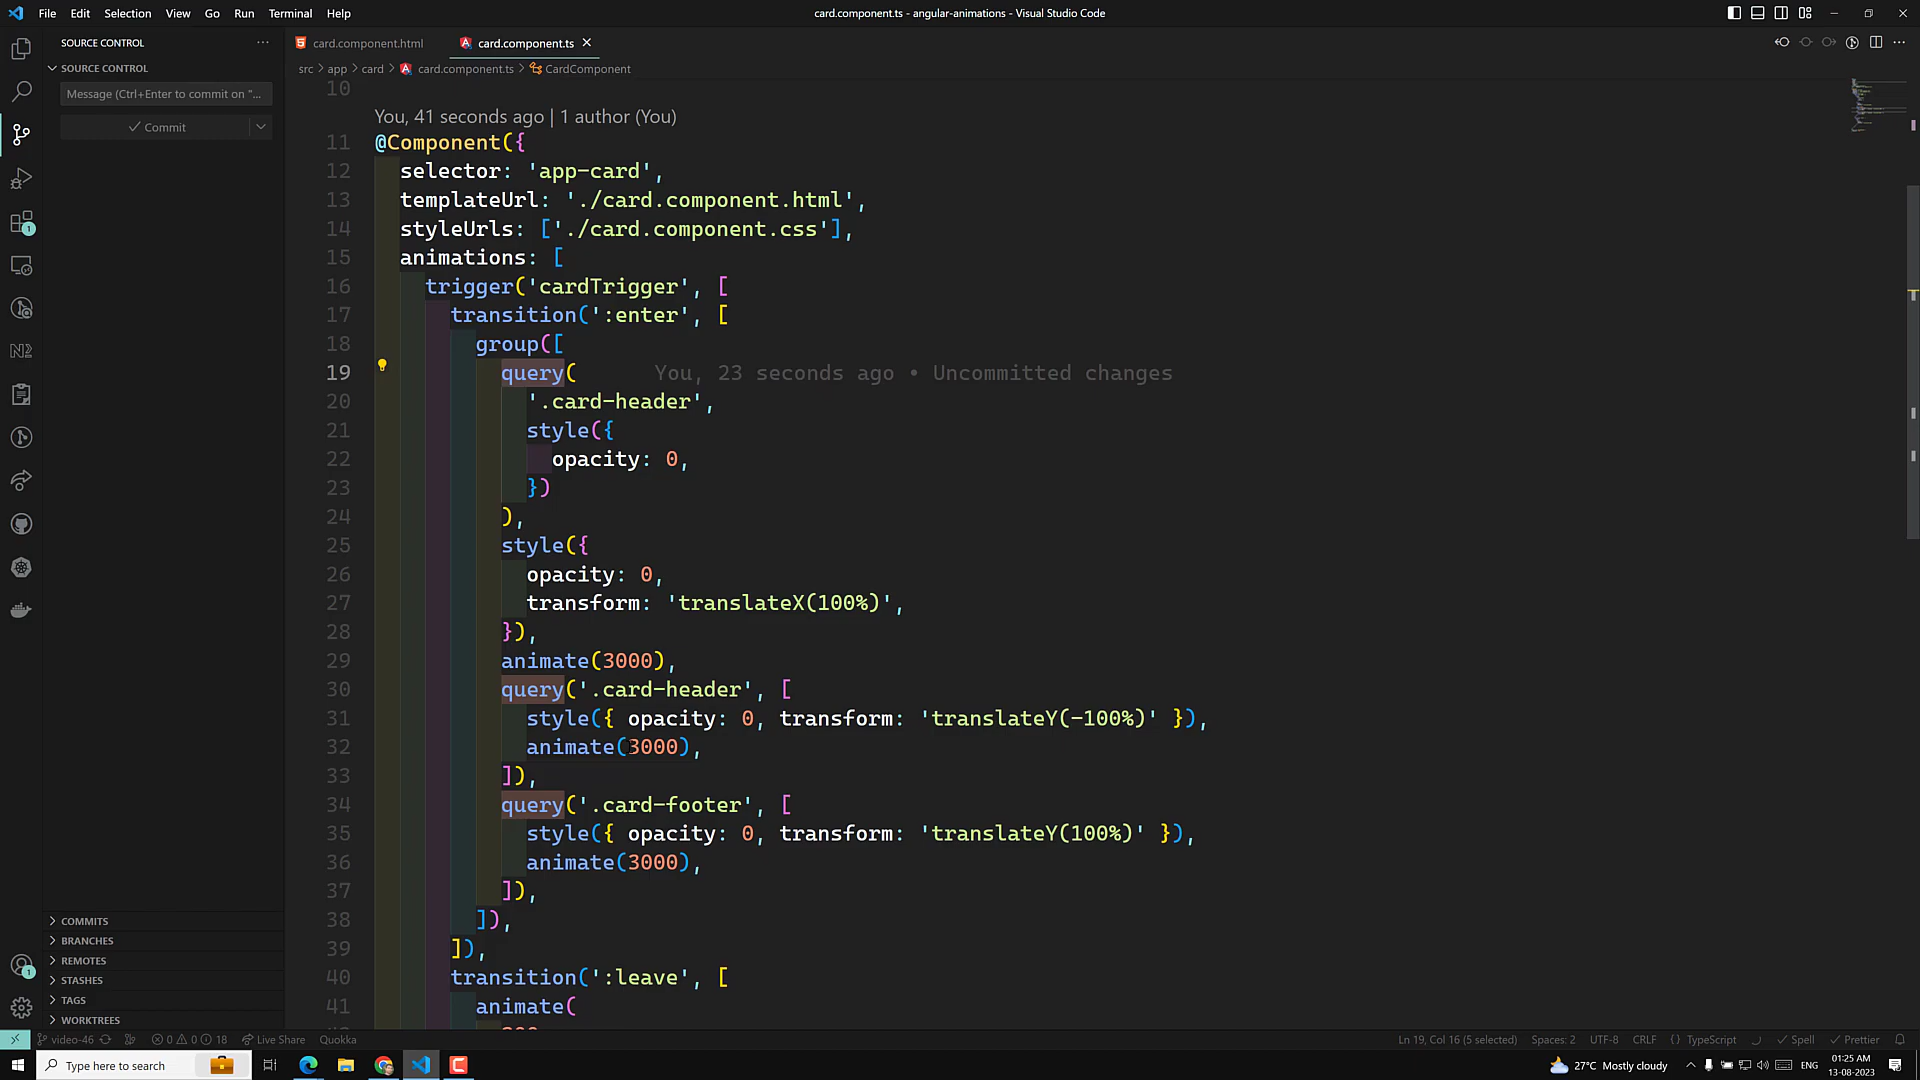 File Edit Selection View Go Run Terminal Help
card.component.ts - angular-animations - Visual Studio Code
SOURCE CONTROL
card.component.html
card.component.ts
SOURCE CONTROL
src > app > card > card.component.ts > CardComponent
Message (Ctrl+Enter to commit on "...
Commit
10
You, 41 seconds ago | 1 author (You)
11 @Component({
12 selector: 'app-card',
13 templateUrl: './card.component.html',
14 styleUrls: ['./card.component.css'],
15 animations: [
16 trigger('cardTrigger', [
17 transition(':enter', [
18 group([
19 query( You, 23 seconds ago • Uncommitted changes
20 '.card-header',
21 style({
22 opacity: 0,
23 })
24 ),
25 style({
26 opacity: 0,
27 transform: 'translateX(100%)',
28 }),
29 animate(3000),
30 query('.card-header', [
31 style({ opacity: 0, transform: 'translateY(-100%)' }),
32 animate(3000),
33 ]),
34 query('.card-footer', [
35 style({ opacity: 0, transform: 'translateY(100%)' }),
36 animate(3000),
37 ]),
38 ]),
39 ]),
40 transition(':leave', [
41 animate(
COMMITS
BRANCHES
REMOTES
STASHES
TAGS
WORKTREES
video-46 0 0 18 Live Share Quokka
Ln 19, Col 16 (5 selected) Spaces: 2 UTF-8 CRLF {} TypeScript Spell Prettier
Type here to search
27°C Mostly cloudy
ENG
01:25 AM
13-08-2023